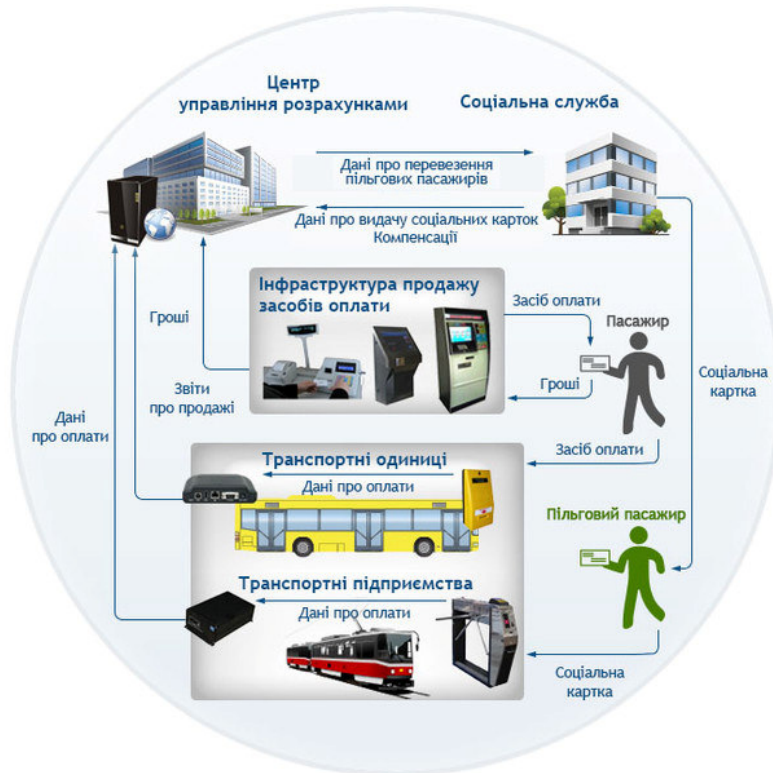 Центр
управління розрахунками
Соціальна служба
Дані про перевезення
пільгових пасажирів
Дані про видачу соціальних карток
Компенсації
Інфраструктура продажу
засобів оплати
Засіб оплати
Пасажир
Гроші
Гроші
Соціальна
картка
Звіти
про продажі
Дані
про оплати
Засіб оплати
Транспортні одиниці
Дані про оплати
Пільговий пасажир
Транспортні підприємства
Дані про оплати
Соціальна
картка